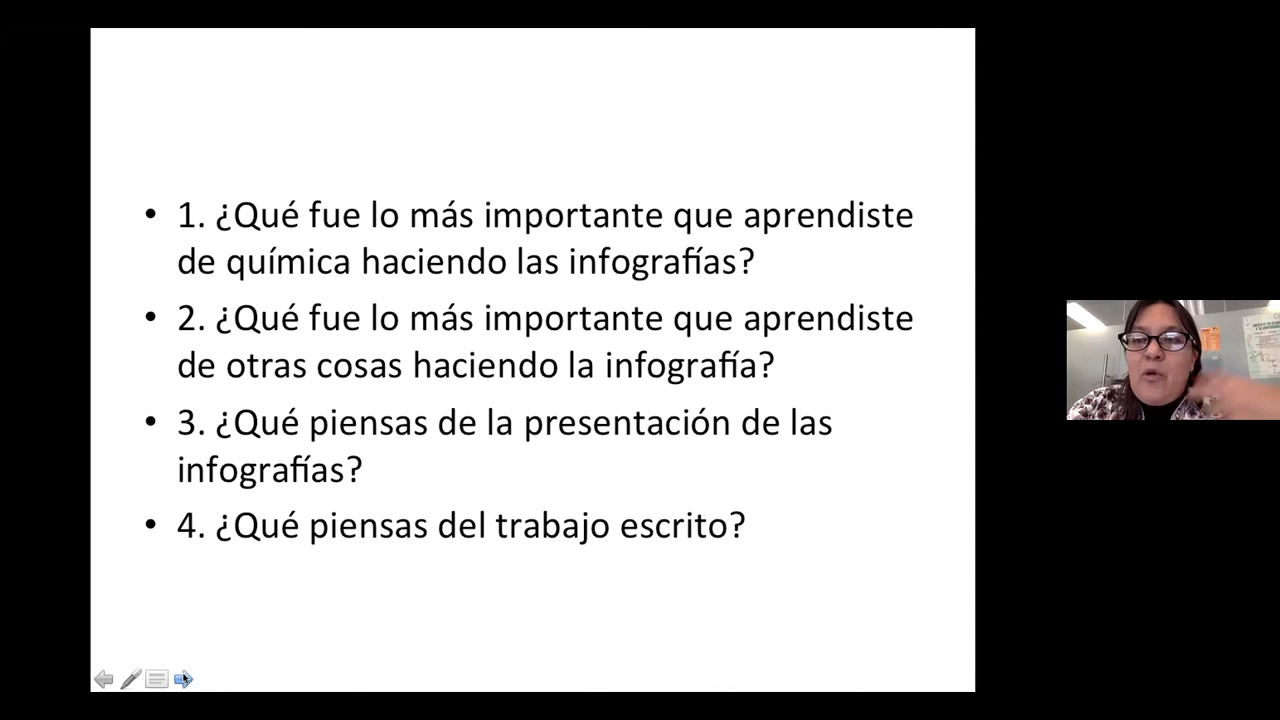 • 1. ¿Qué fue lo más importante que aprendiste
de química haciendo las infografías?
• 2. ¿Qué fue lo más importante que aprendiste
de otras cosas haciendo la infografía?
• 3. ¿Qué piensas de la presentación de las
infografías?
• 4. ¿Qué piensas del trabajo escrito?